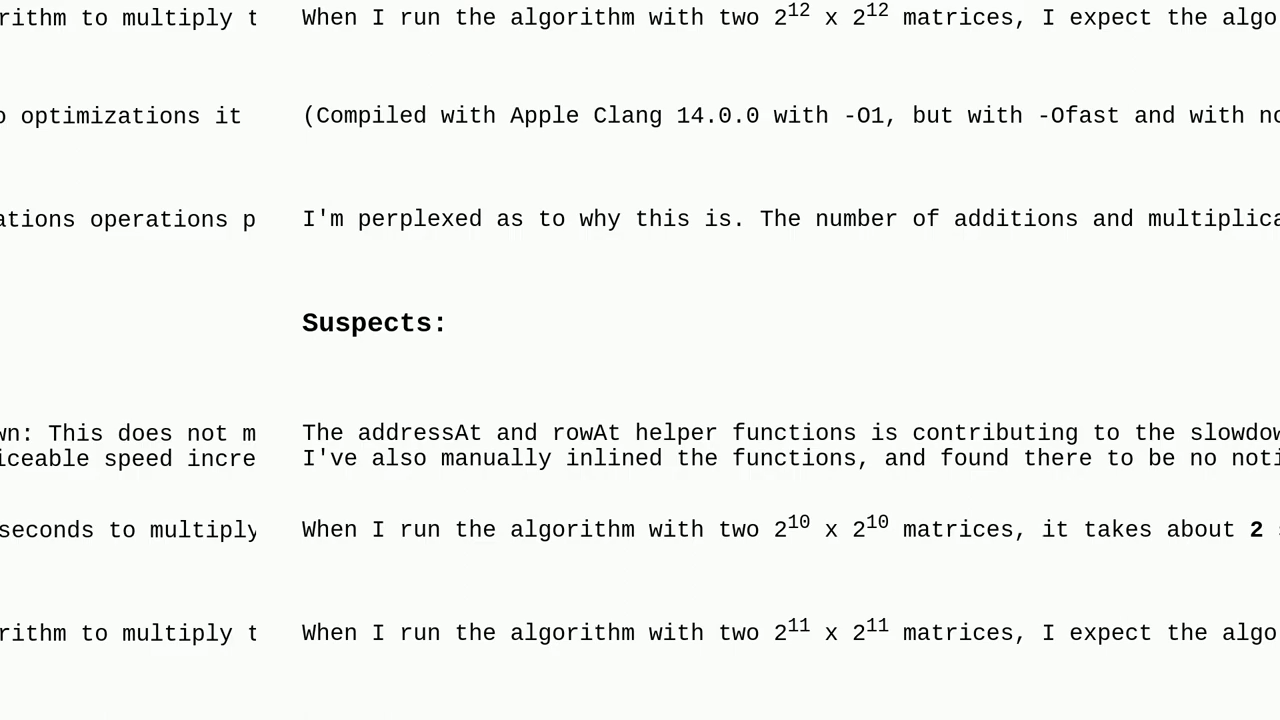 rithm to multiply t
o optimizations it
ations operations p
wn: This does not m
iceable speed incre
seconds to multiply
rithm to multiply t
When I run the algorithm with two 2^12 x 2^12 matrices, I expect the algo
(Compiled with Apple Clang 14.0.0 with -O1, but with -Ofast and with no
I'm perplexed as to why this is. The number of additions and multiplica
Suspects:
The addressAt and rowAt helper functions is contributing to the slowdow
I've also manually inlined the functions, and found there to be no noti
When I run the algorithm with two 2^10 x 2^10 matrices, it takes about 2
When I run the algorithm with two 2^11 x 2^11 matrices, I expect the algo